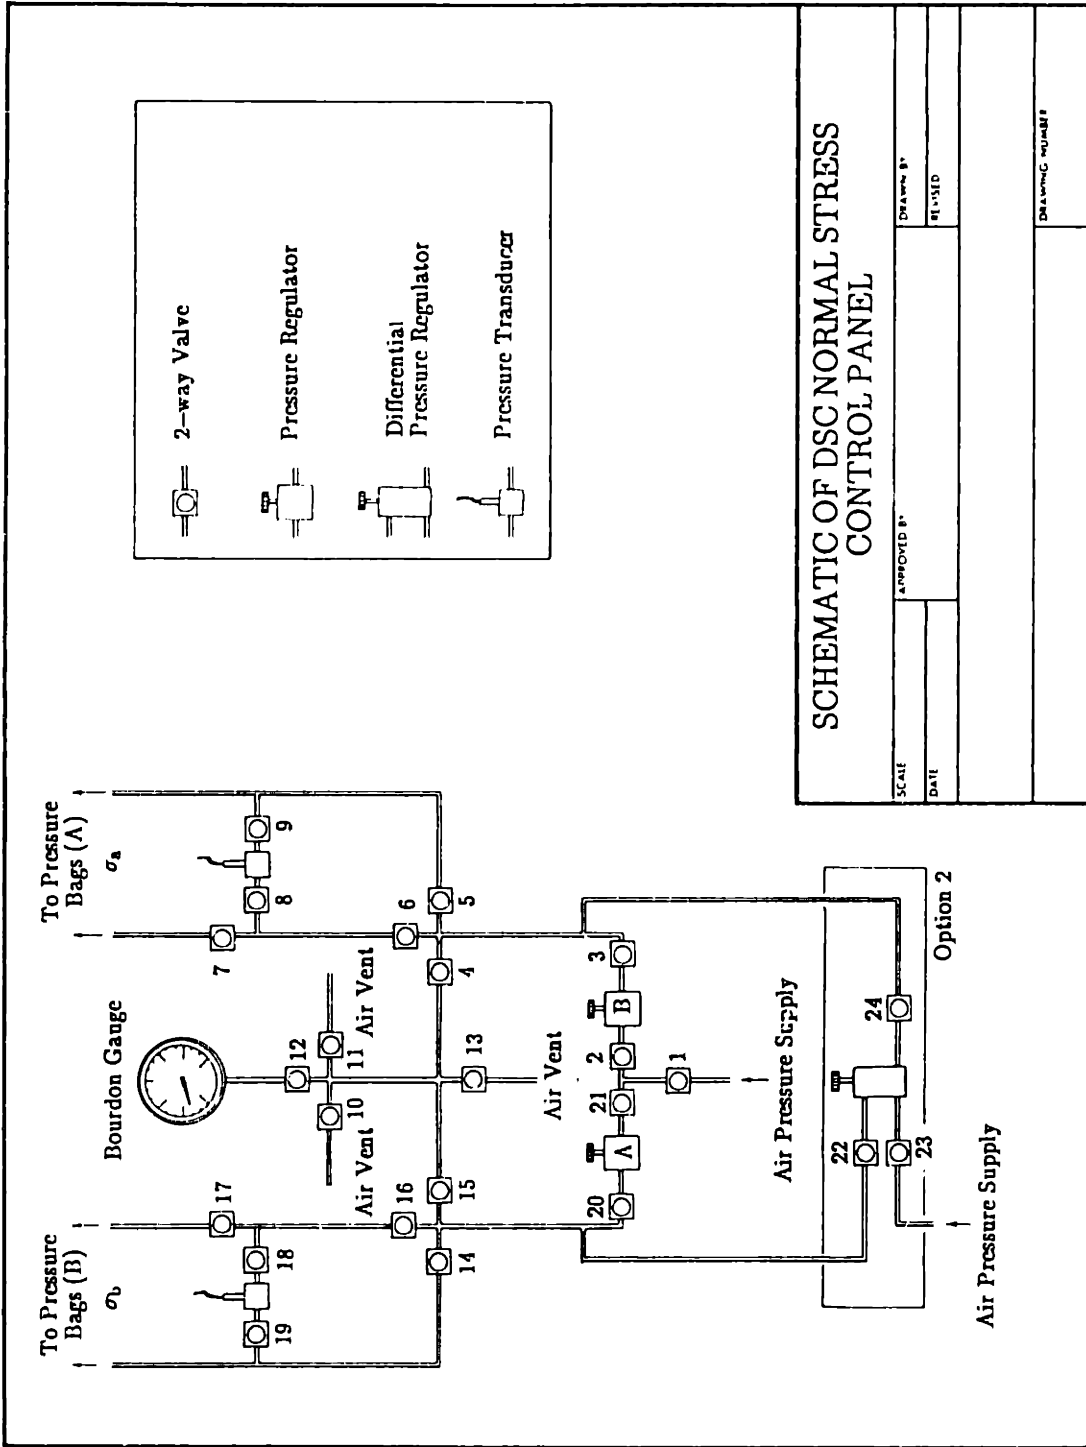 To Pressure
Bags (B)
σb
To Pressure
Bags (A)
σa
Bourdon Gauge
17
18
19
16
15
14
10
Air Vent
12
11
Air Vent
13
Air Vent
7
8
9
6
5
4
20
A
21
2
B
3
1
Air Pressure Supply
22
23
24
Option 2
Air Pressure Supply
2-way Valve
Pressure Regulator
Differential
Pressure Regulator
Pressure Transducer
SCHEMATIC OF DSC NORMAL STRESS
CONTROL PANEL
SCALE
APPROVED BY
DRAWN BY
DATE
REVISED
DRAWING NUMBER